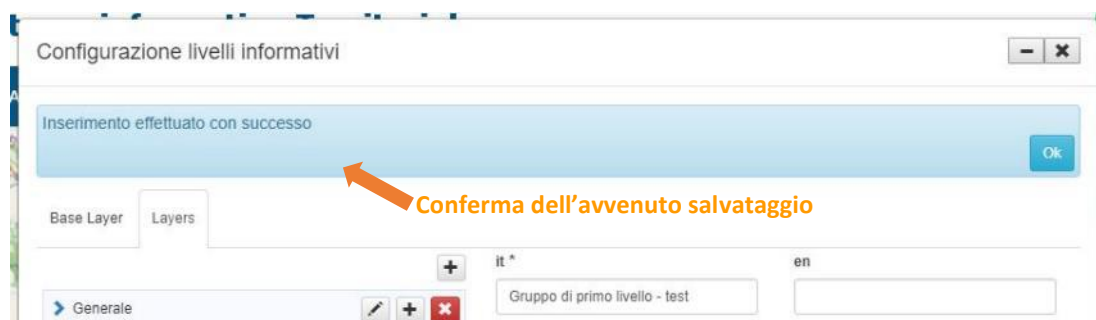 Configurazione livelli informativi
Inserimento effettuato con successo
Ok
Conferma dell'avvenuto salvataggio
Base Layer Layers
it * en
Gruppo di primo livello - test
Generale